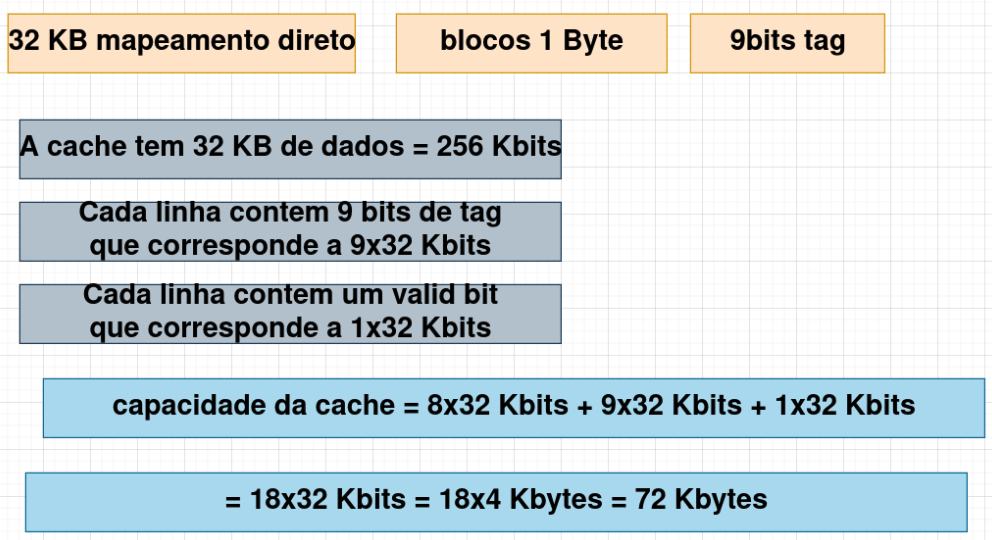 32 KB mapeamento direto
blocos 1 Byte
9bits tag
A cache tem 32 KB de dados = 256 Kbits
Cada linha contem 9 bits de tag
que corresponde a 9x32 Kbits
Cada linha contem um valid bit
que corresponde a 1x32 Kbits
capacidade da cache = 8x32 Kbits + 9x32 Kbits + 1x32 Kbits
= 18x32 Kbits = 18x4 Kbytes = 72 Kbytes